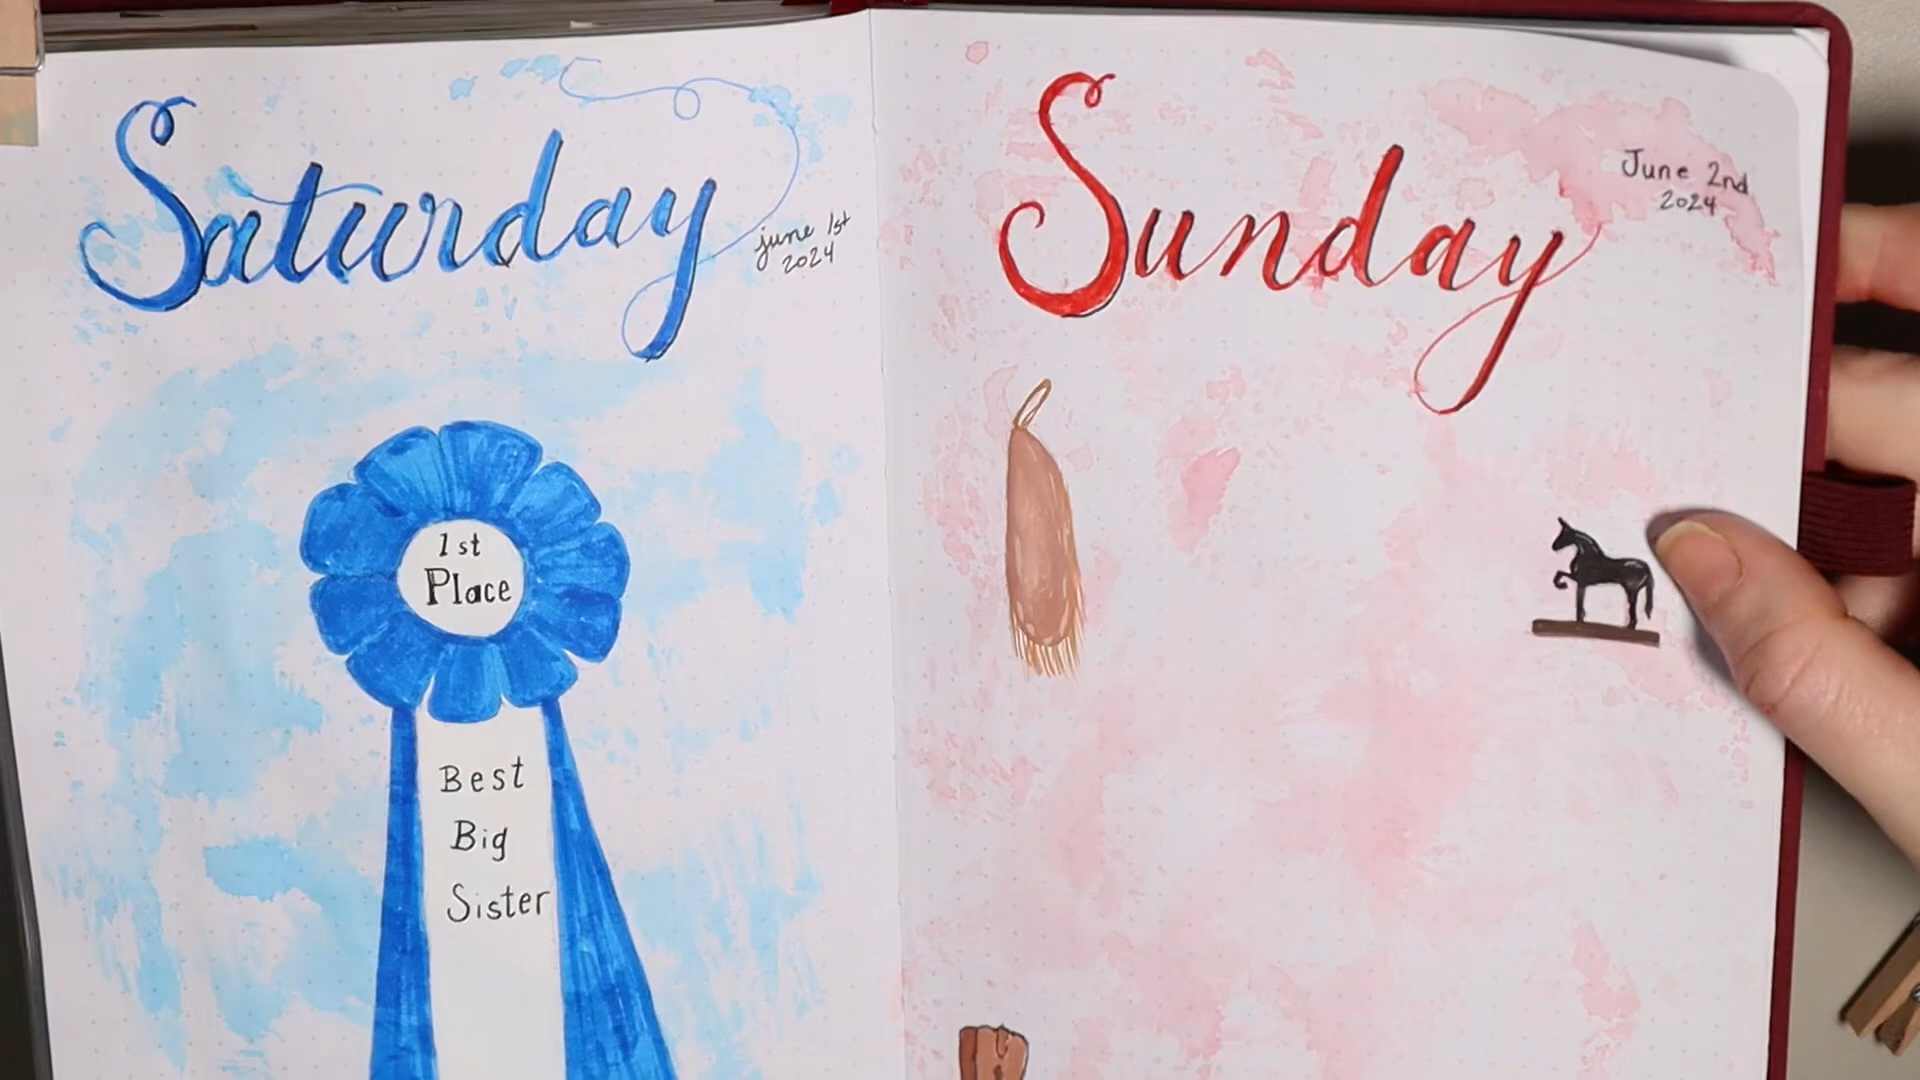 Saturday
june 1st
2024
1st
Place
Best
Big
Sister
Sunday
June 2nd
2024